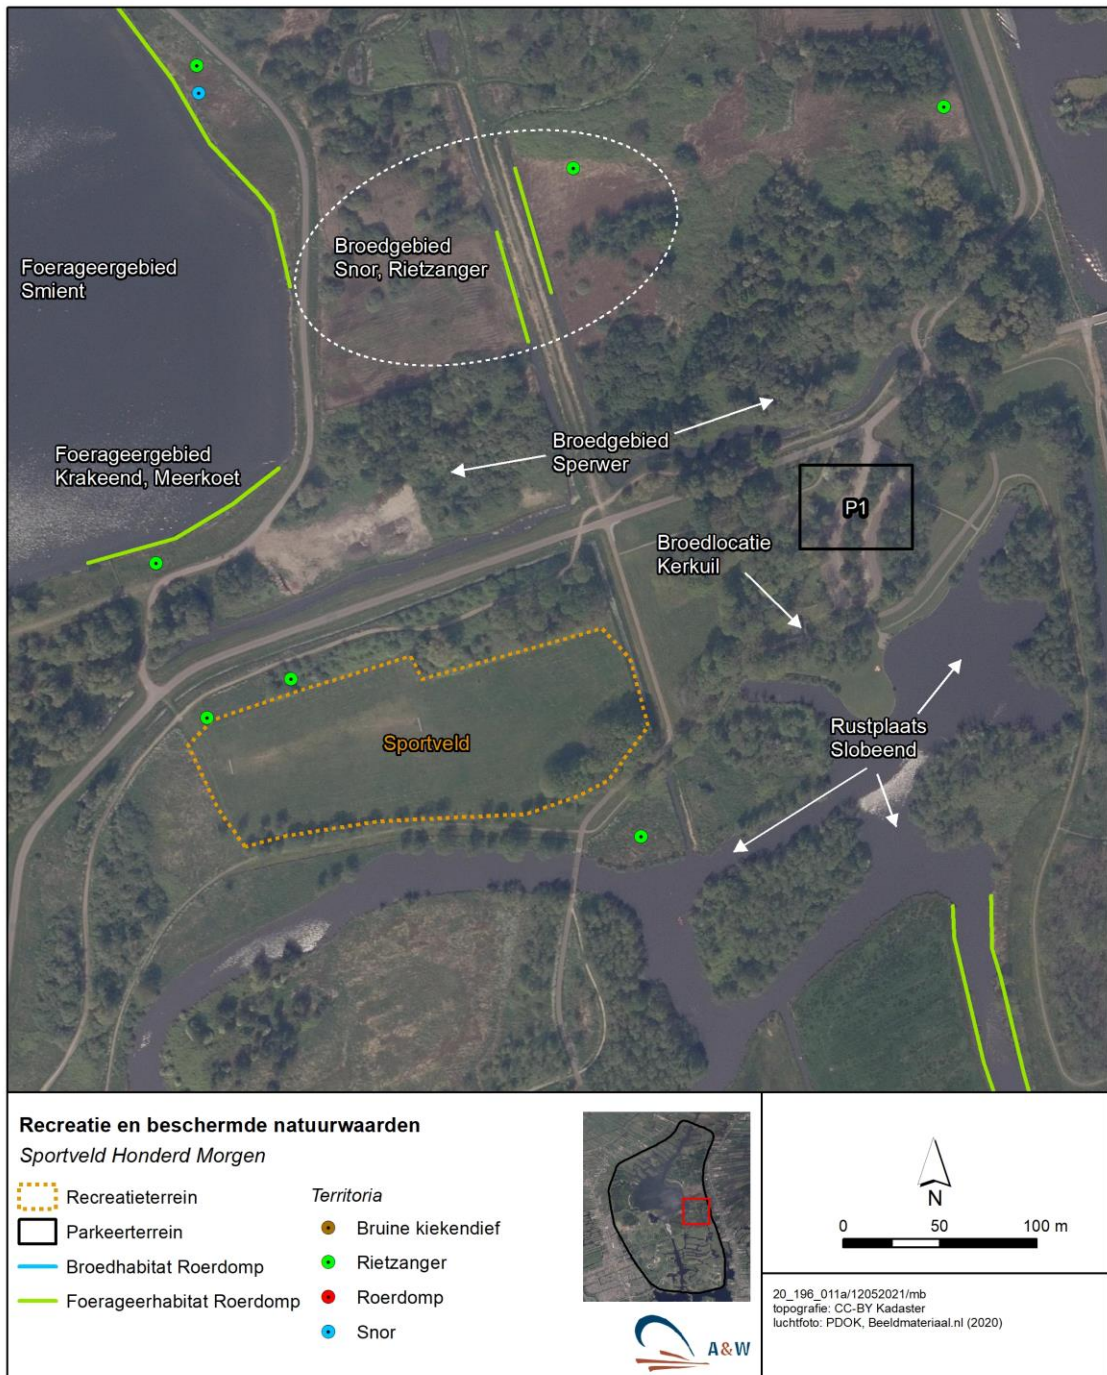 Foerageergebied
Smient
Broedgebied
Snor, Rietzanger
Foerageergebied
Krakeend, Meerkoet
Broedgebied
Sperwer
P1
Broedlocatie
Kerkuil
Rustplaats
Slobeend
Sportveld
Recreatie en beschermde natuurwaarden
Sportveld Honderd Morgen
Recreatieterrein
Parkeerterrein
Broedhabitat Roerdomp
Foerageerhabitat Roerdomp
Territoria
Bruine kiekendief
Rietzanger
Roerdomp
Snor
A&W
N
0 50 100 m
20_196_011a/12052021/mb
topografie: CC-BY Kadaster
luchtfoto: PDOK, Beeldmateriaal.nl (2020)